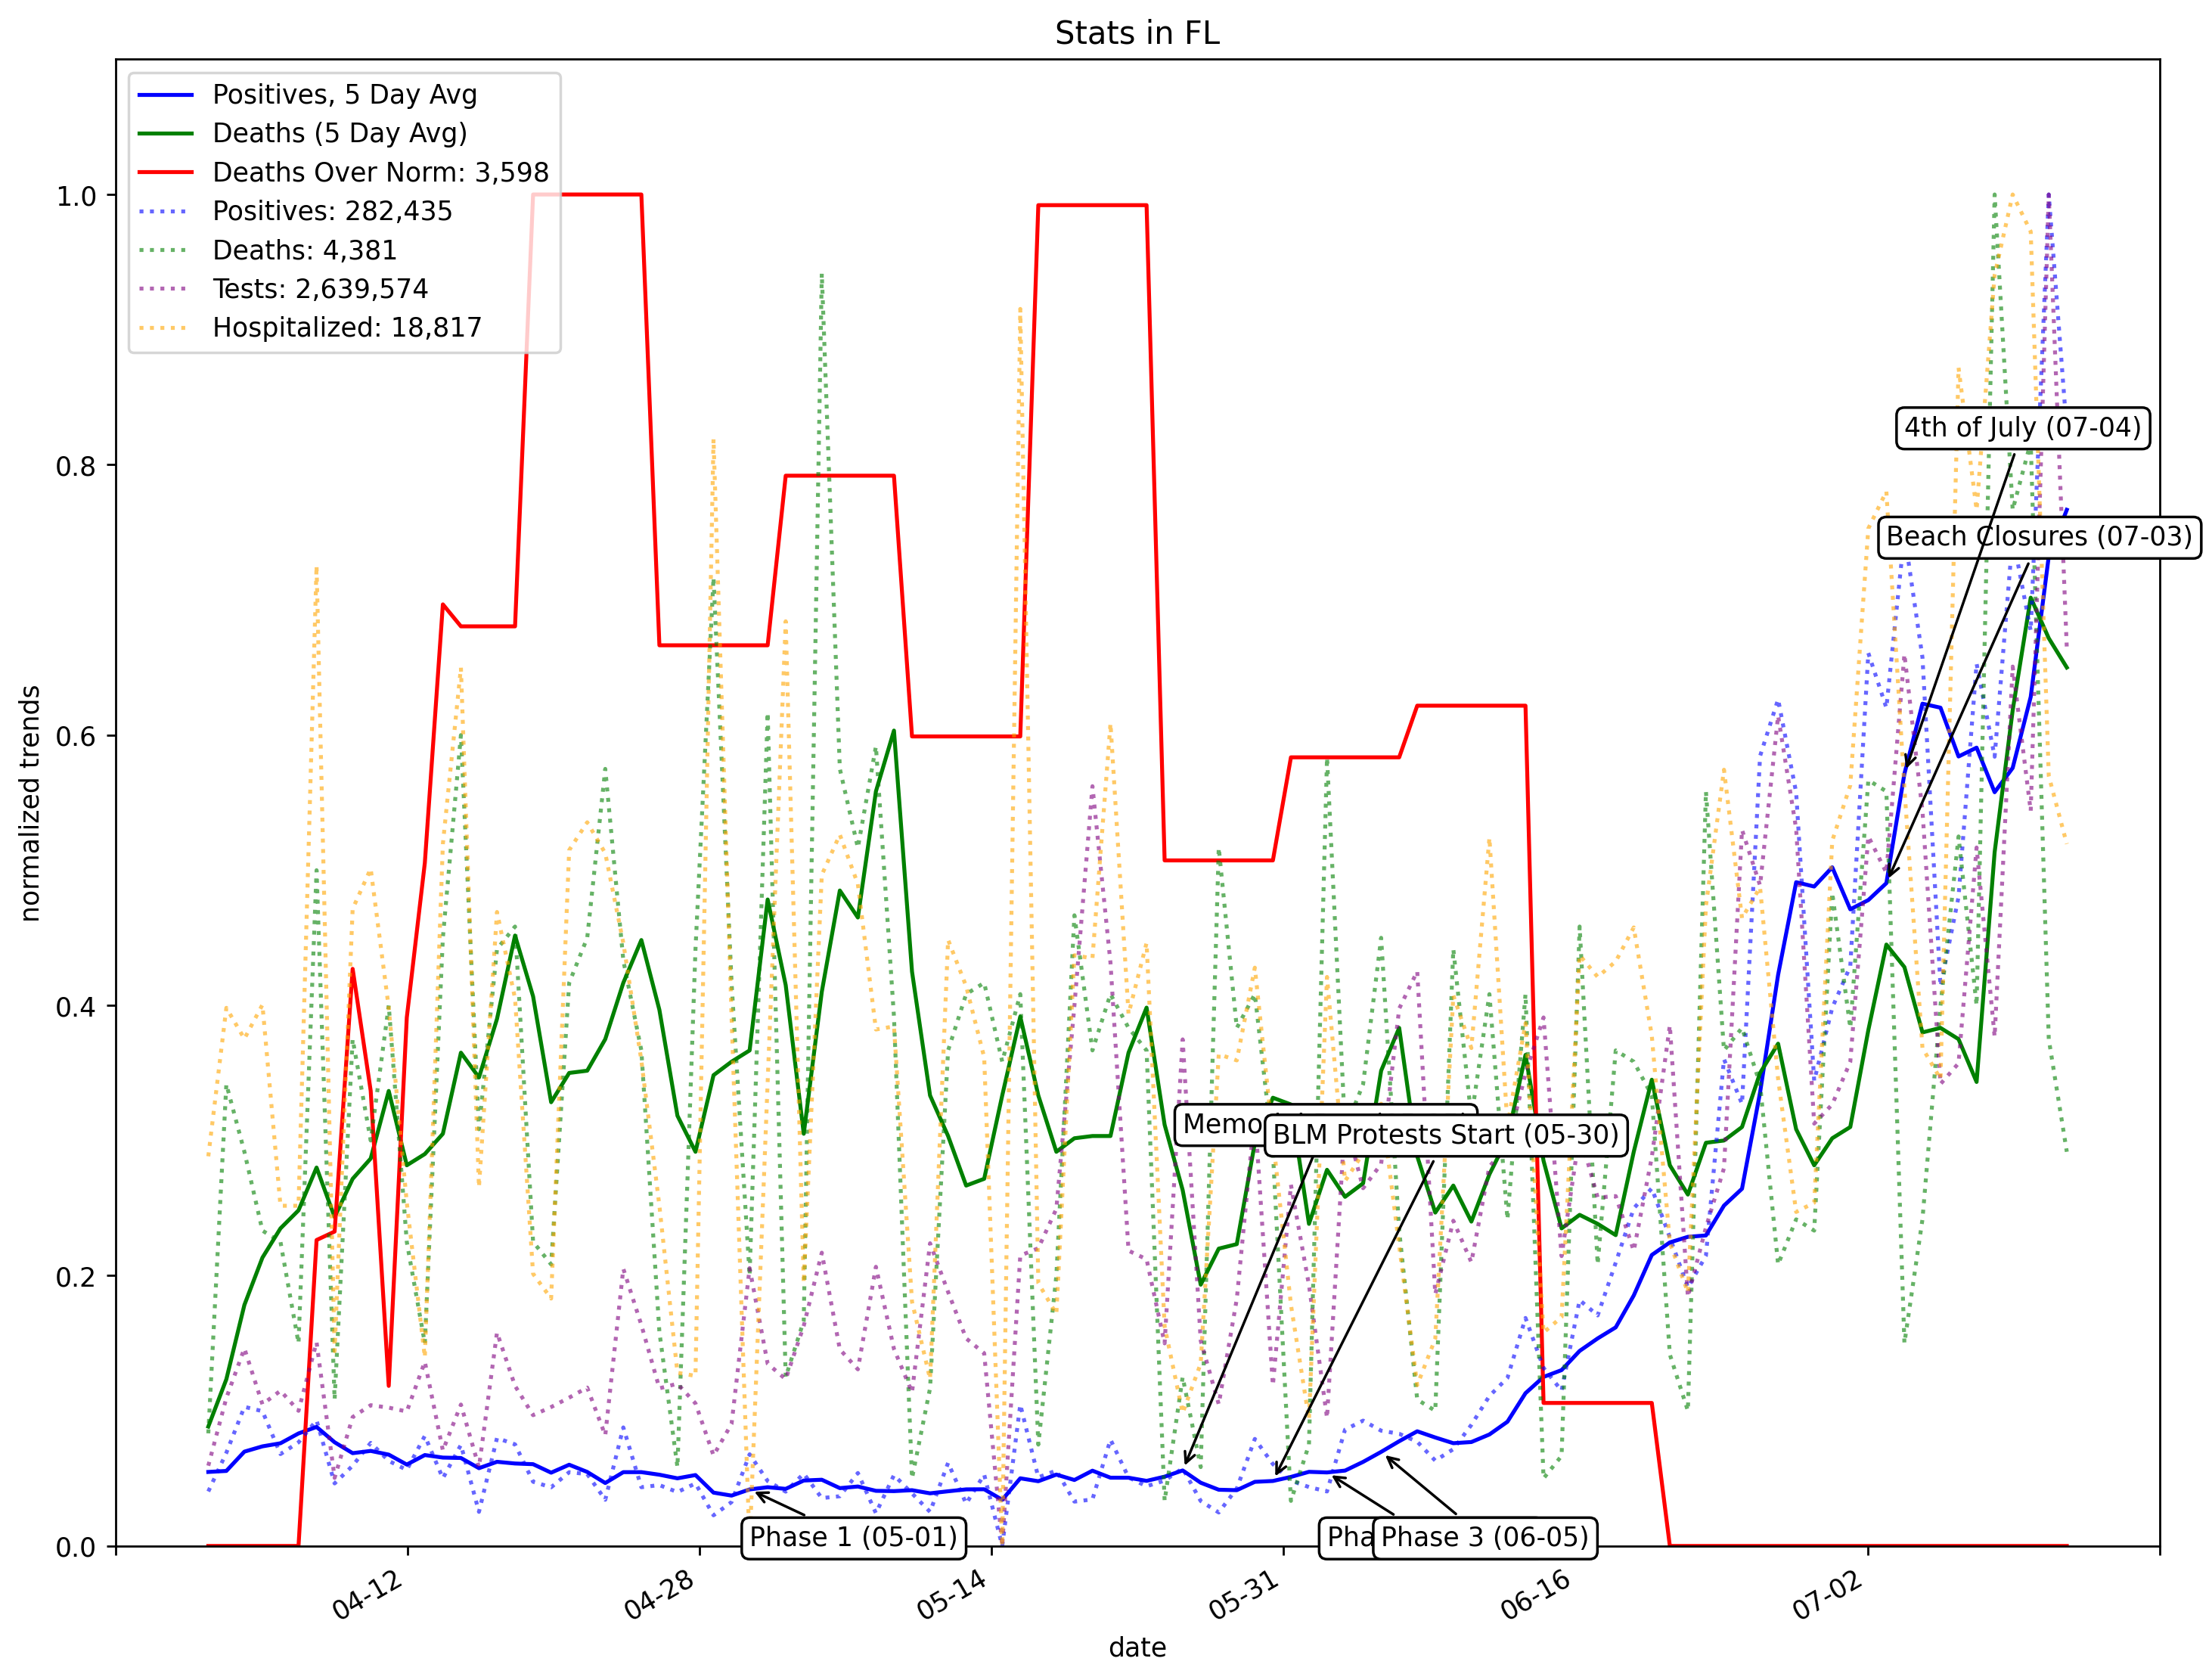 Stats in FL
Positives, 5 Day Avg
Deaths (5 Day Avg)
Deaths Over Norm: 3,598
Positives: 282,435
Deaths: 4,381
Tests: 2,639,574
Hospitalized: 18,817
1.0
0.8
0.6
0.4
0.2
0.0
normalized trends
4th of July (07-04)
Beach Closures (07-03)
BLM Protests Start (05-30)
Phase 1 (05-01)
Phase 3 (06-05)
04-12
04-28
05-14
05-31
06-16
07-02
date